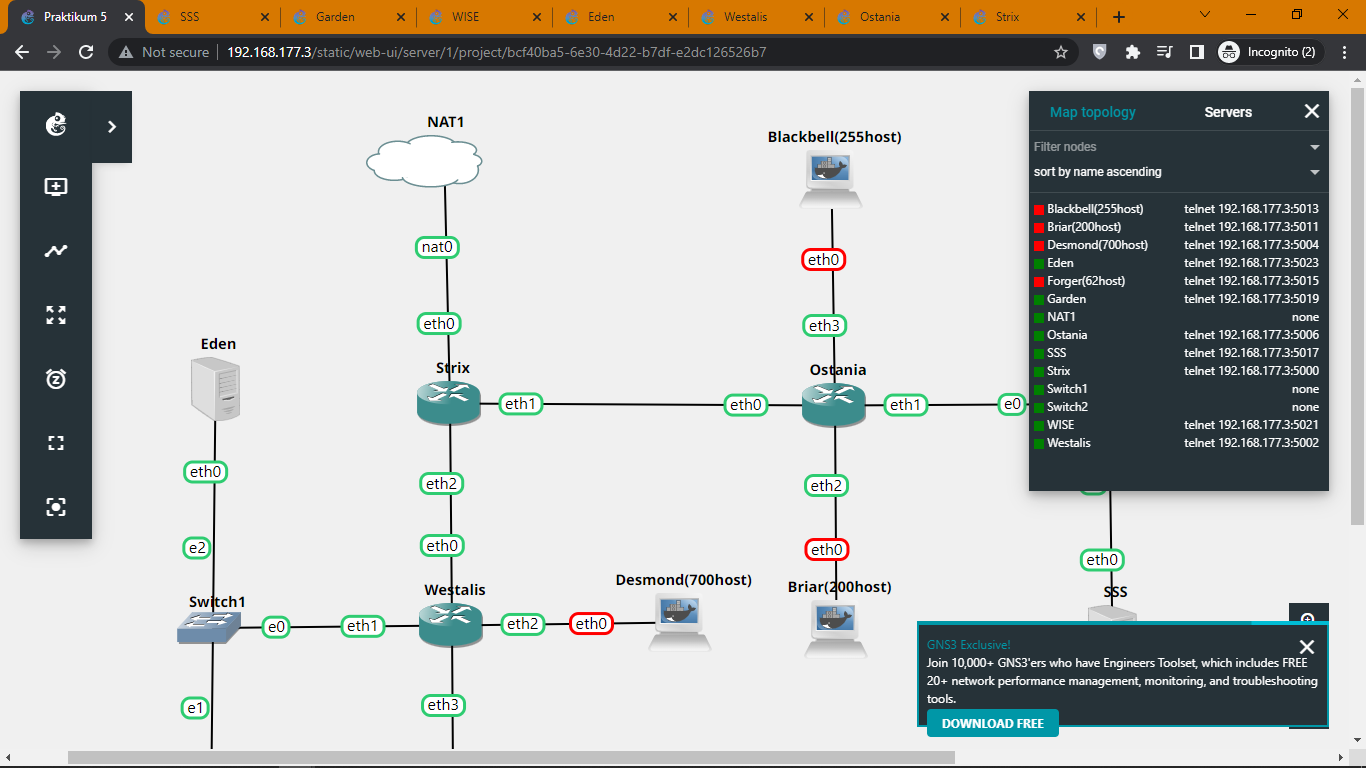 Praktikum 5
SSS
Garden
WISE
Eden
Westalis
Ostania
Strix
Not secure
192.168.177.3/static/web-ui/server/1/project/bcf40ba5-6e30-4d22-b7df-e2dc126526b7
Incognito (2)
Map topology
Servers
Filter nodes
sort by name ascending
Blackbell(255host) telnet 192.168.177.3:5013
Briar(200host) telnet 192.168.177.3:5011
Desmond(700host) telnet 192.168.177.3:5004
Eden telnet 192.168.177.3:5023
Forger(62host) telnet 192.168.177.3:5015
Garden telnet 192.168.177.3:5019
NAT1 none
Ostania telnet 192.168.177.3:5006
SSS telnet 192.168.177.3:5017
Strix telnet 192.168.177.3:5000
Switch1 none
Switch2 none
WISE telnet 192.168.177.3:5021
Westalis telnet 192.168.177.3:5002
NAT1
Blackbell(255host)
nat0
eth0
eth0
eth3
Eden
Strix
Ostania
eth1
eth0
eth1
e0
eth0
eth2
eth2
e2
eth0
eth0
eth0
Switch1
Westalis
Desmond(700host)
Briar(200host)
SSS
e0
eth1
eth2
eth0
e1
eth3
GNS3 Exclusive!
Join 10,000+ GNS3'ers who have Engineers Toolset, which includes FREE
20+ network performance management, monitoring, and troubleshooting
tools.
DOWNLOAD FREE